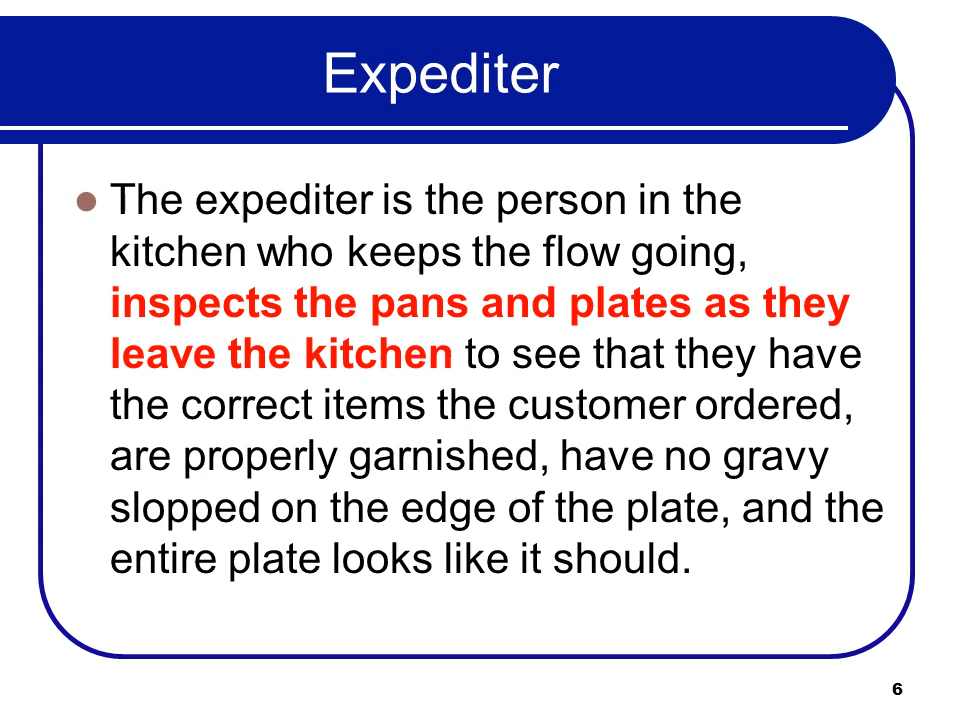 Expediter
The expediter is the person in the
kitchen who keeps the flow going,
inspects the pans and plates as they
leave the kitchen to see that they have
the correct items the customer ordered,
are properly garnished, have no gravy
slopped on the edge of the plate, and the
entire plate looks like it should.
6